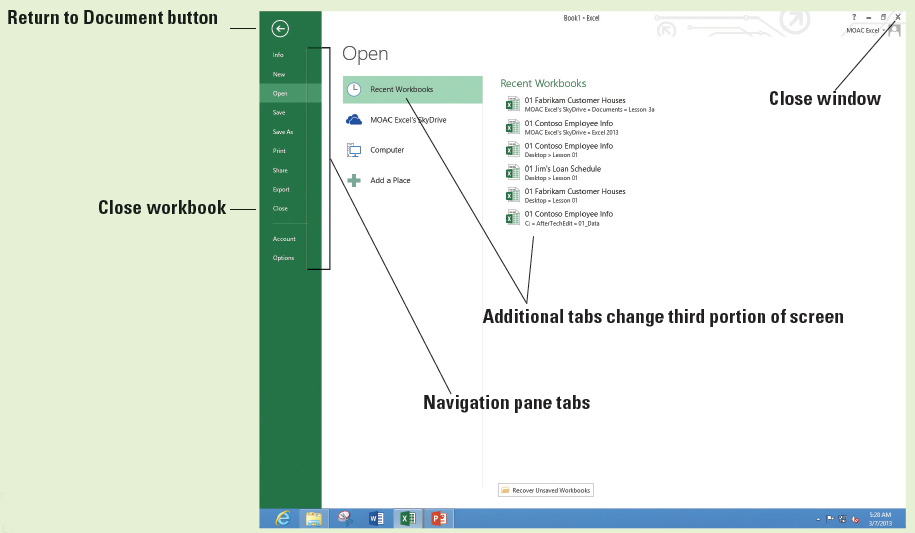 Return to Document button
Book1 - Excel
?
MOAC Excel
Info
New
Open
Save
Save As
Print
Share
Export
Close
Account
Options
Open
Recent Workbooks
MOAC Excel's SkyDrive
Computer
Add a Place
Recent Workbooks
01 Fabrikam Customer Houses
MOAC Excel's SkyDrive » Documents » Lesson 3a
01 Contoso Employee Info
MOAC Excel's SkyDrive » Excel 2013
01 Contoso Employee Info
Desktop » Lesson 01
01 Jim's Loan Schedule
Desktop » Lesson 01
01 Fabrikam Customer Houses
Desktop » Lesson 01
01 Contoso Employee Info
C: » AfterTechEdit » 01_Data
Close window
Close workbook
Additional tabs change third portion of screen
Navigation pane tabs
Recover Unsaved Workbooks
5:28 AM
3/7/2013